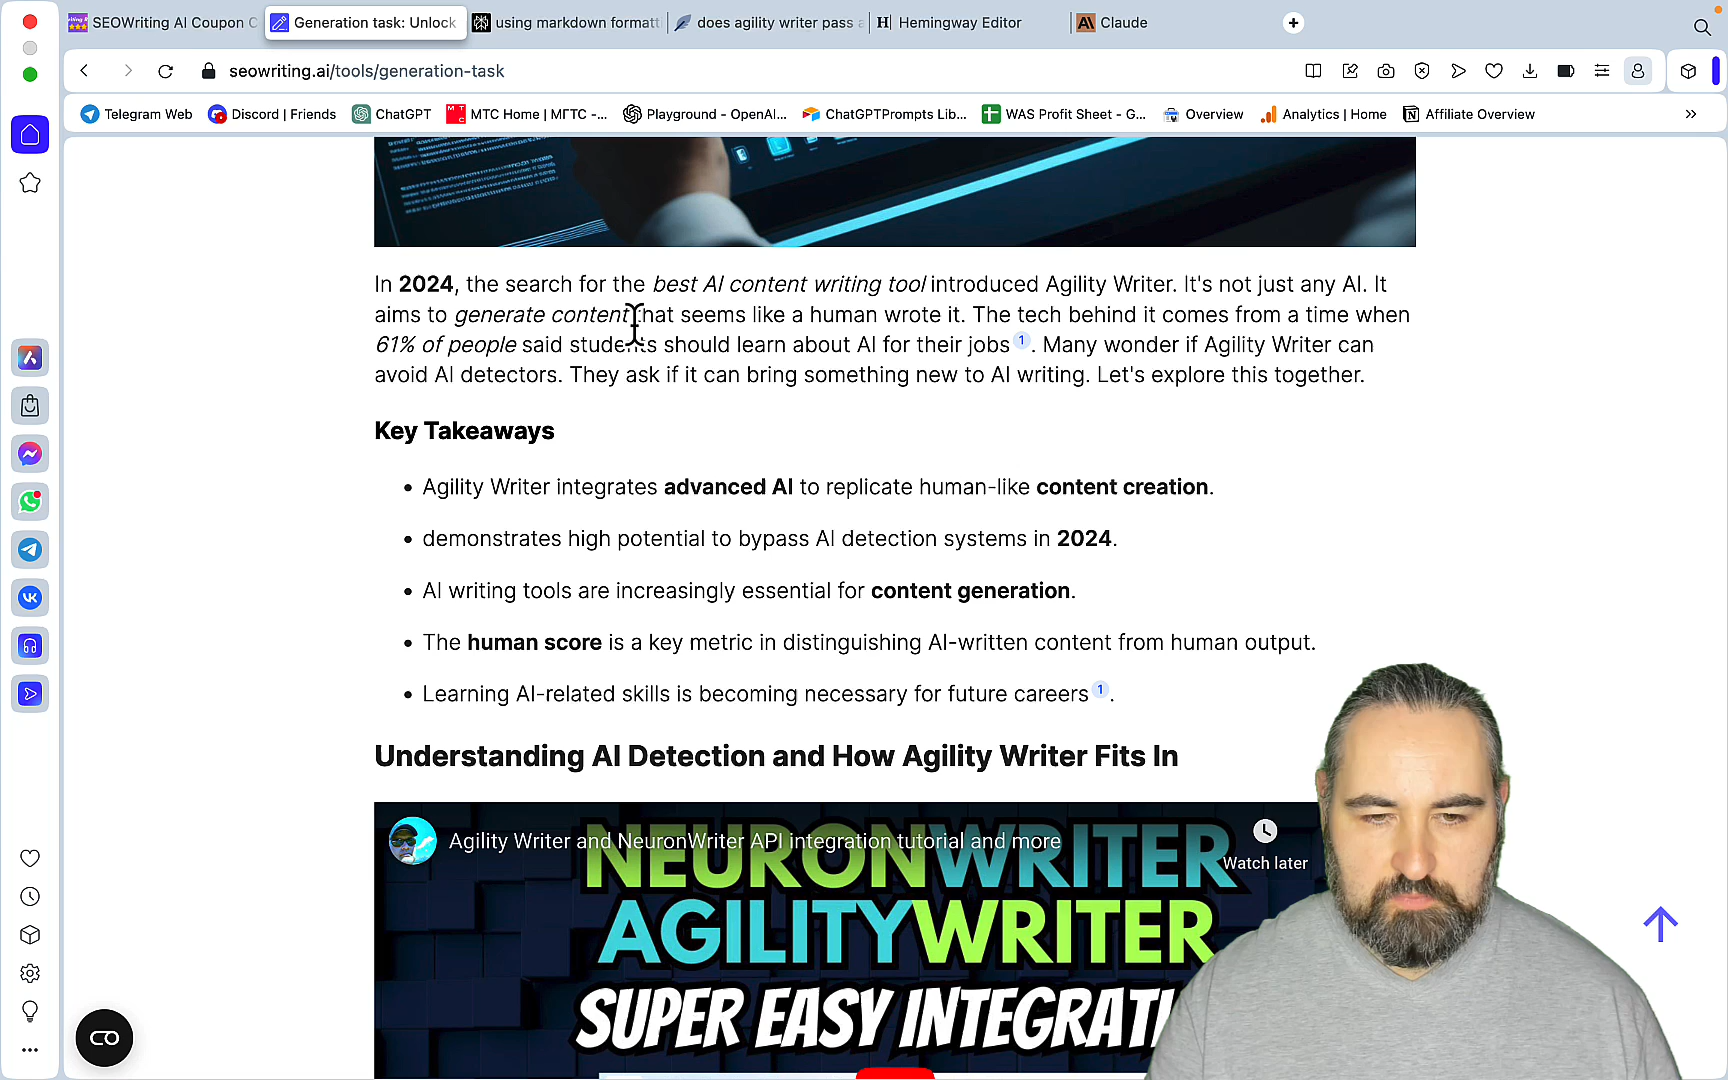 SEOWriting AI Coupon C
Generation task: Unlock
using markdown formatt
does agility writer pass a
Hemingway Editor
Claude
seowriting.ai/tools/generation-task
Telegram Web
Discord | Friends
ChatGPT
МТС Home | МГТС -...
Playground - OpenAI...
ChatGPTPrompts Lib...
WAS Profit Sheet - G...
Overview
Analytics | Home
Affiliate Overview
In 2024, the search for the best AI content writing tool introduced Agility Writer. It's not just any AI. It
aims to generate content that seems like a human wrote it. The tech behind it comes from a time when
61% of people said students should learn about AI for their jobs 1. Many wonder if Agility Writer can
avoid AI detectors. They ask if it can bring something new to AI writing. Let's explore this together.
Key Takeaways
• Agility Writer integrates advanced AI to replicate human-like content creation.
• demonstrates high potential to bypass AI detection systems in 2024.
• AI writing tools are increasingly essential for content generation.
• The human score is a key metric in distinguishing AI-written content from human output.
• Learning AI-related skills is becoming necessary for future careers 1.
Understanding AI Detection and How Agility Writer Fits In
Agility Writer and NeuronWriter API integration tutorial and more
Watch later
NEURONWRITER
AGILITYWRITER
SUPER EASY INTEGRATI